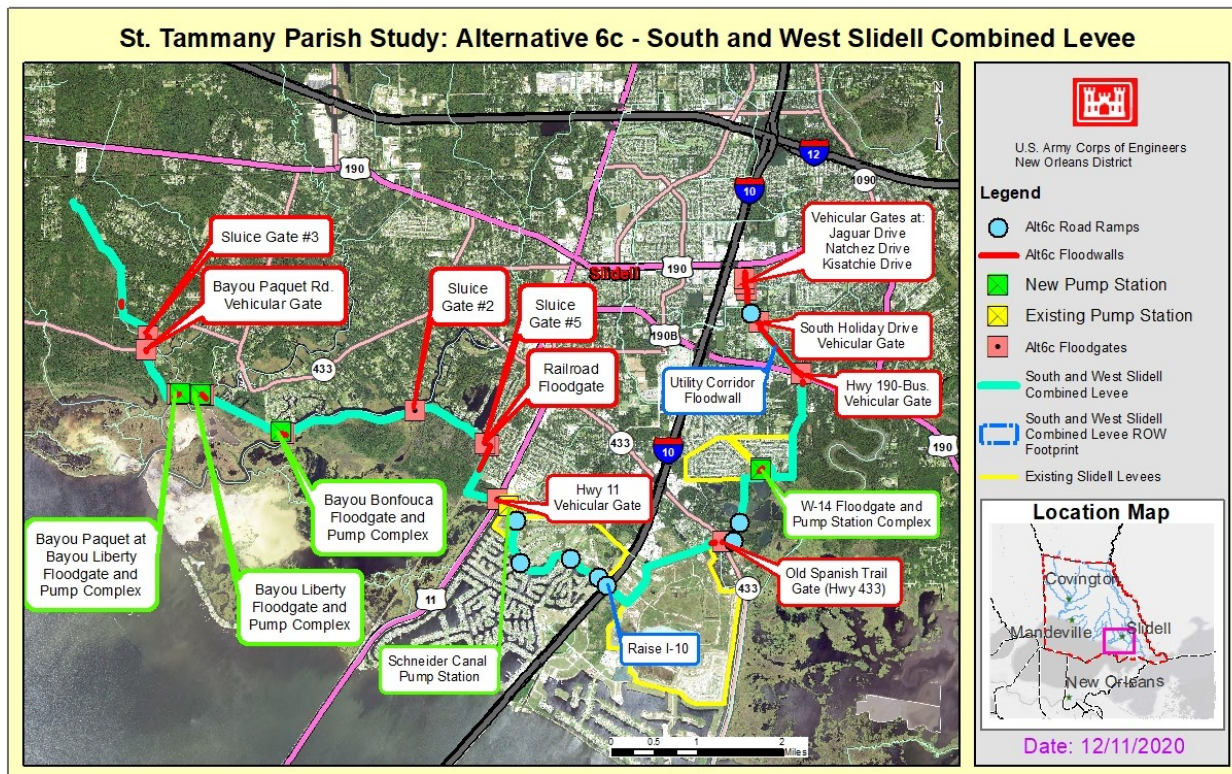 St. Tammany Parish Study: Alternative 6c - South and West Slidell Combined Levee
N
190
12
10
1090
Sluice Gate #3
Bayou Paquet Rd.
Vehicular Gate
Sluice
Gate #2
Sluice
Gate #5
Railroad
Floodgate
Slidell
190
Vehicular Gates at:
Jaguar Drive
Natchez Drive
Kisatchie Drive
190B
South Holiday Drive
Vehicular Gate
Utility Corridor
Floodwall
Hwy 190-Bus.
Vehicular Gate
433
433
10
190
Hwy 11
Vehicular Gate
W-14 Floodgate and
Pump Station Complex
Bayou Bonfouca
Floodgate and
Pump Complex
Bayou Paquet at
Bayou Liberty
Floodgate and
Pump Complex
Bayou Liberty
Floodgate and
Pump Complex
11
433
Old Spanish Trail
Gate (Hwy 433)
Schneider Canal
Pump Station
Raise I-10
0 0.5 1 2
Miles
U.S. Army Corps of Engineers
New Orleans District
Legend
Alt6c Road Ramps
Alt6c Floodwalls
New Pump Station
Existing Pump Station
Alt6c Floodgates
South and West Slidell
Combined Levee
South and West Slidell
Combined Levee ROW
Footprint
Existing Slidell Levees
Location Map
Covington
Mandeville
Slidell
New Orleans
Date: 12/11/2020